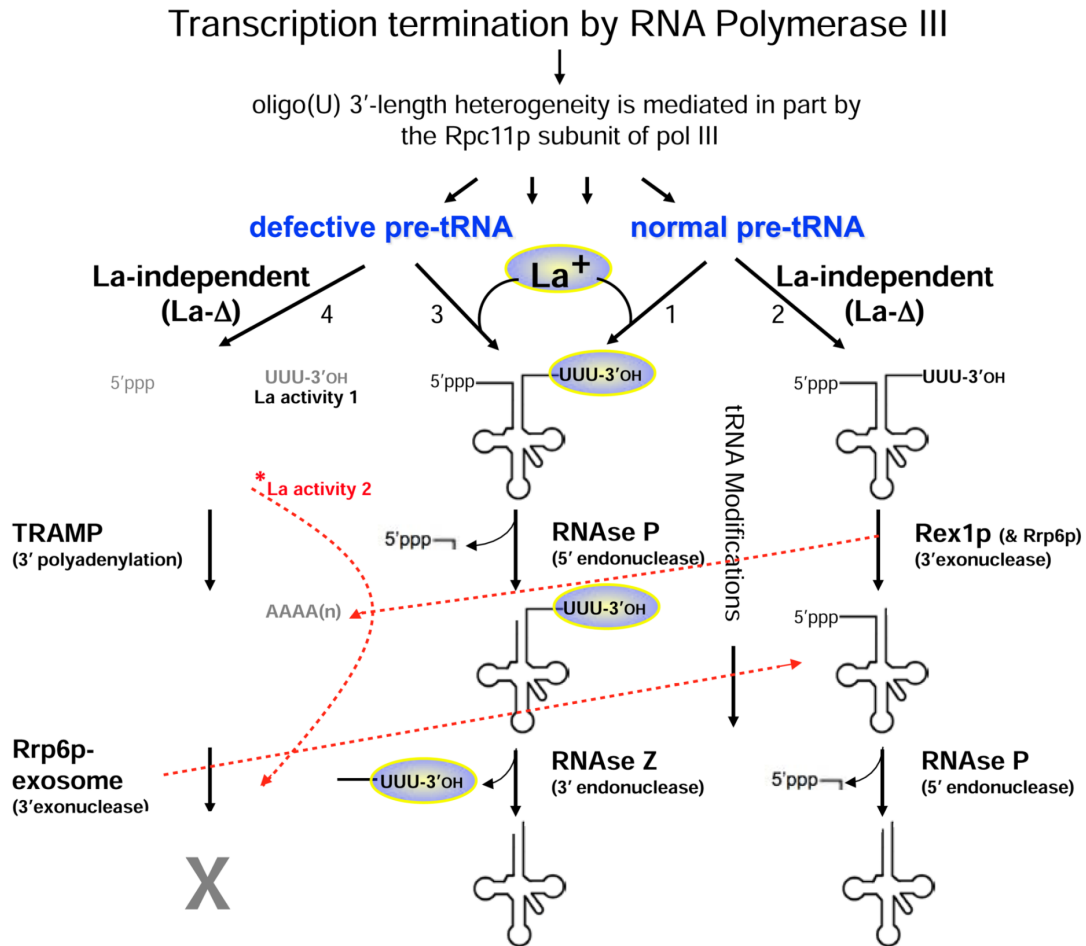 Transcription termination by RNA Polymerase III
oligo(U) 3′-length heterogeneity is mediated in part by
the Rpc11p subunit of pol III
defective pre-tRNA
normal pre-tRNA
La-independent
(La-Δ)
La+
La-independent
(La-Δ)
4
3
1
2
5′ppp
UUU-3′OH
La activity 1
5′ppp
UUU-3′OH
5′ppp
UUU-3′OH
tRNA Modifications
*La activity 2
TRAMP
(3′ polyadenylation)
5′ppp
RNAse P
(5′ endonuclease)
Rex1p (& Rrp6p)
(3′exonuclease)
AAAA(n)
UUU-3′OH
5′ppp
Rrp6p-
exosome
(3′exonuclease)
UUU-3′OH
RNAse Z
(3′ endonuclease)
5′ppp
RNAse P
(5′ endonuclease)
X